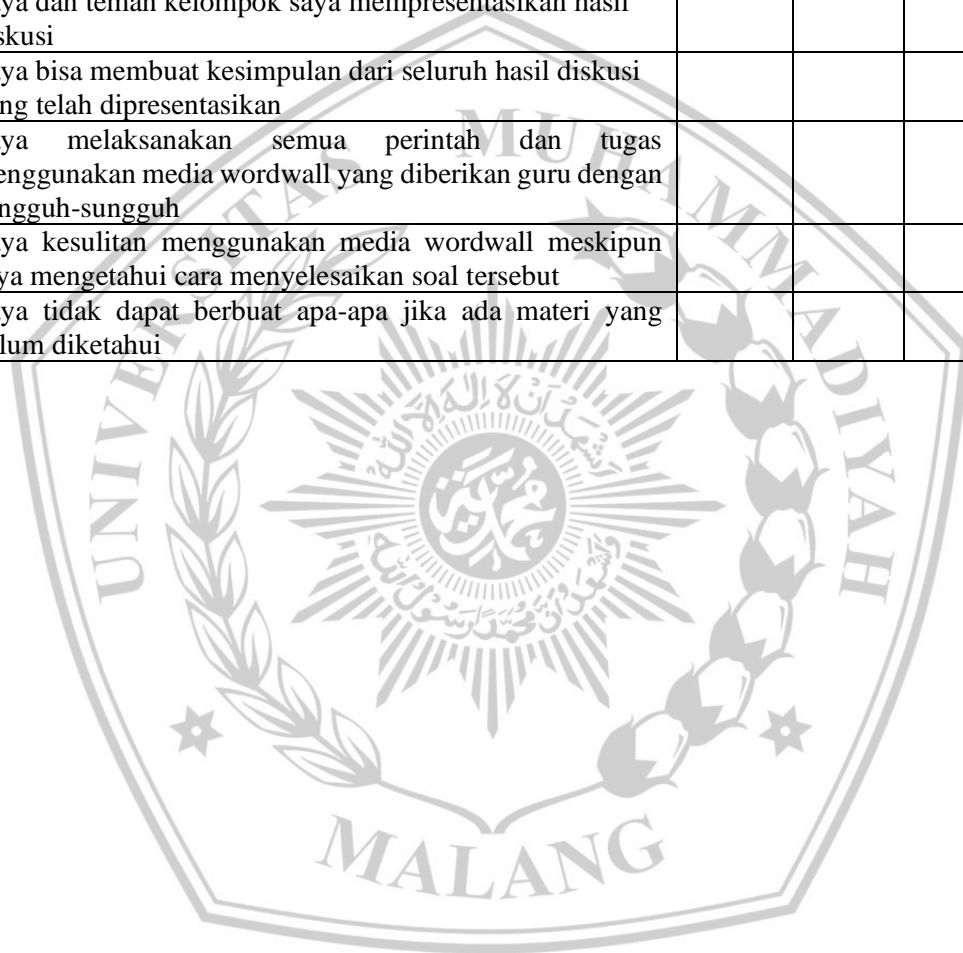 ya dan teman kelompok saya mempresentasikan hasil
skusi
ya bisa membuat kesimpulan dari seluruh hasil diskusi
ng telah dipresentasikan
ya melaksanakan semua perintah dan tugas
enggunakan media wordwall yang diberikan guru dengan
ngguh-sungguh
ya kesulitan menggunakan media wordwall meskipun
ya mengetahui cara menyelesaikan soal tersebut
ya tidak dapat berbuat apa-apa jika ada materi yang
lum diketahui
UNIVERSITAS MUHAMMADIYAH
MALANG